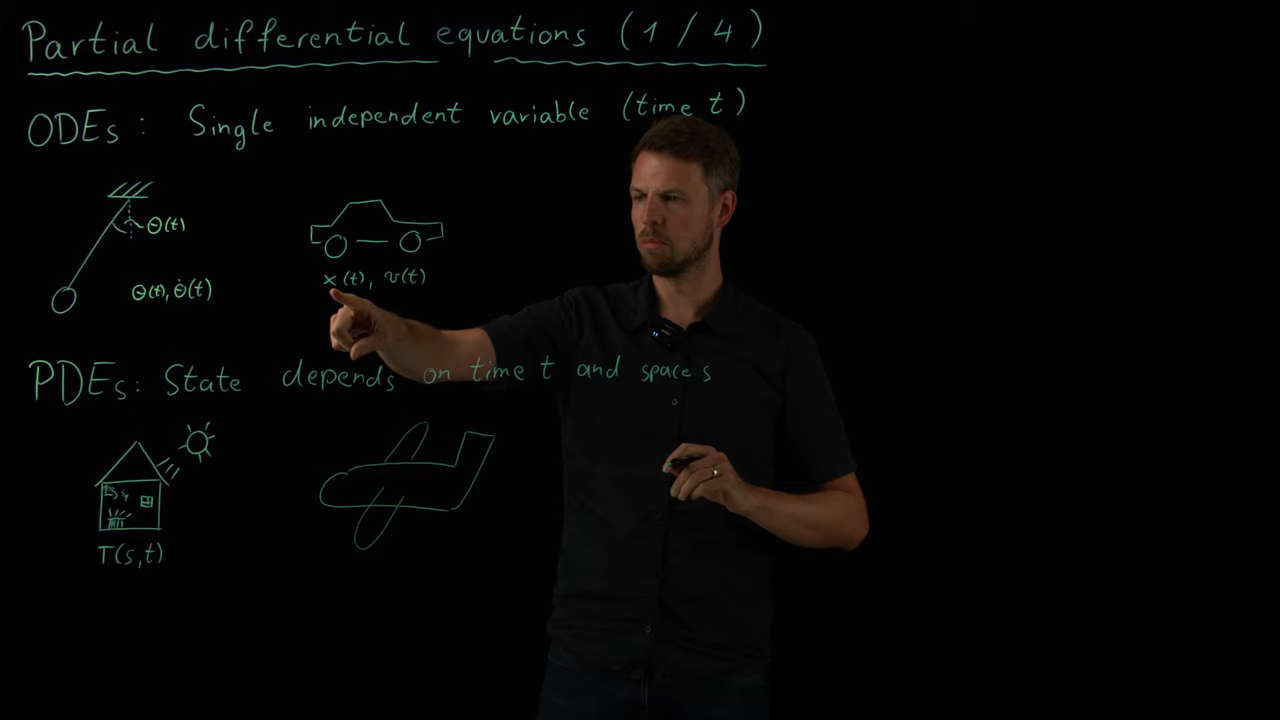 Partial differential equations (1/4)
ODEs: Single independent variable (time t)
Θ(t)
Θ(t), Θ̇(t)
x(t), v(t)
PDEs: State depends on time t and space s
T(s,t)